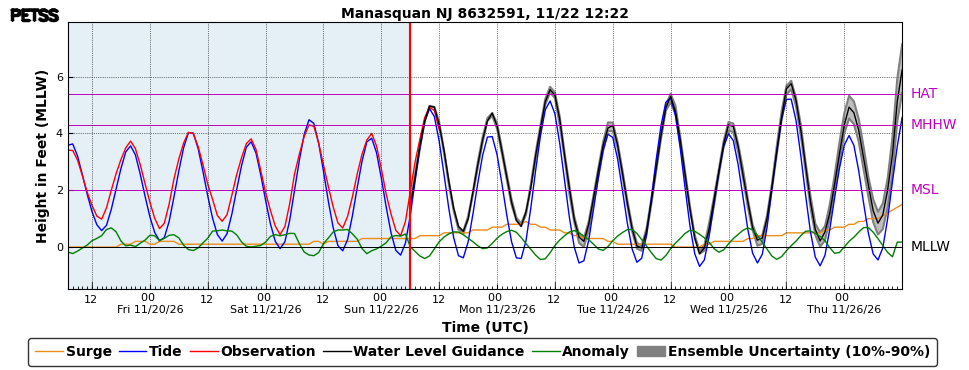 PETSS
Manasquan NJ 8632591, 11/22 12:22
Height in Feet (MLLW)
6
4
2
0
HAT
MHHW
MSL
MLLW
12 00 12 00 12 00 12 00 12 00 12 00 12 00
Fri 11/20/26 Sat 11/21/26 Sun 11/22/26 Mon 11/23/26 Tue 11/24/26 Wed 11/25/26 Thu 11/26/26
Time (UTC)
Surge Tide Observation Water Level Guidance Anomaly Ensemble Uncertainty (10%-90%)